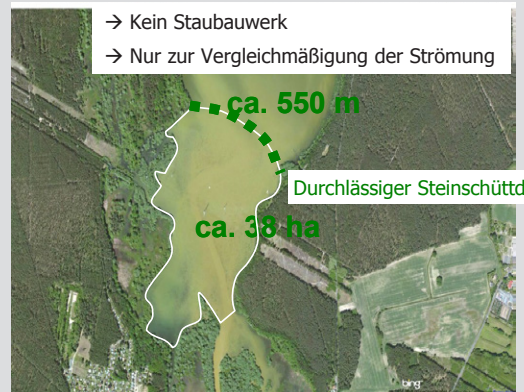 → Kein Staubauwerk
→ Nur zur Vergleichmäßigung der Strömung
ca. 550 m
Durchlässiger Steinschüttd
ca. 38 ha
bing